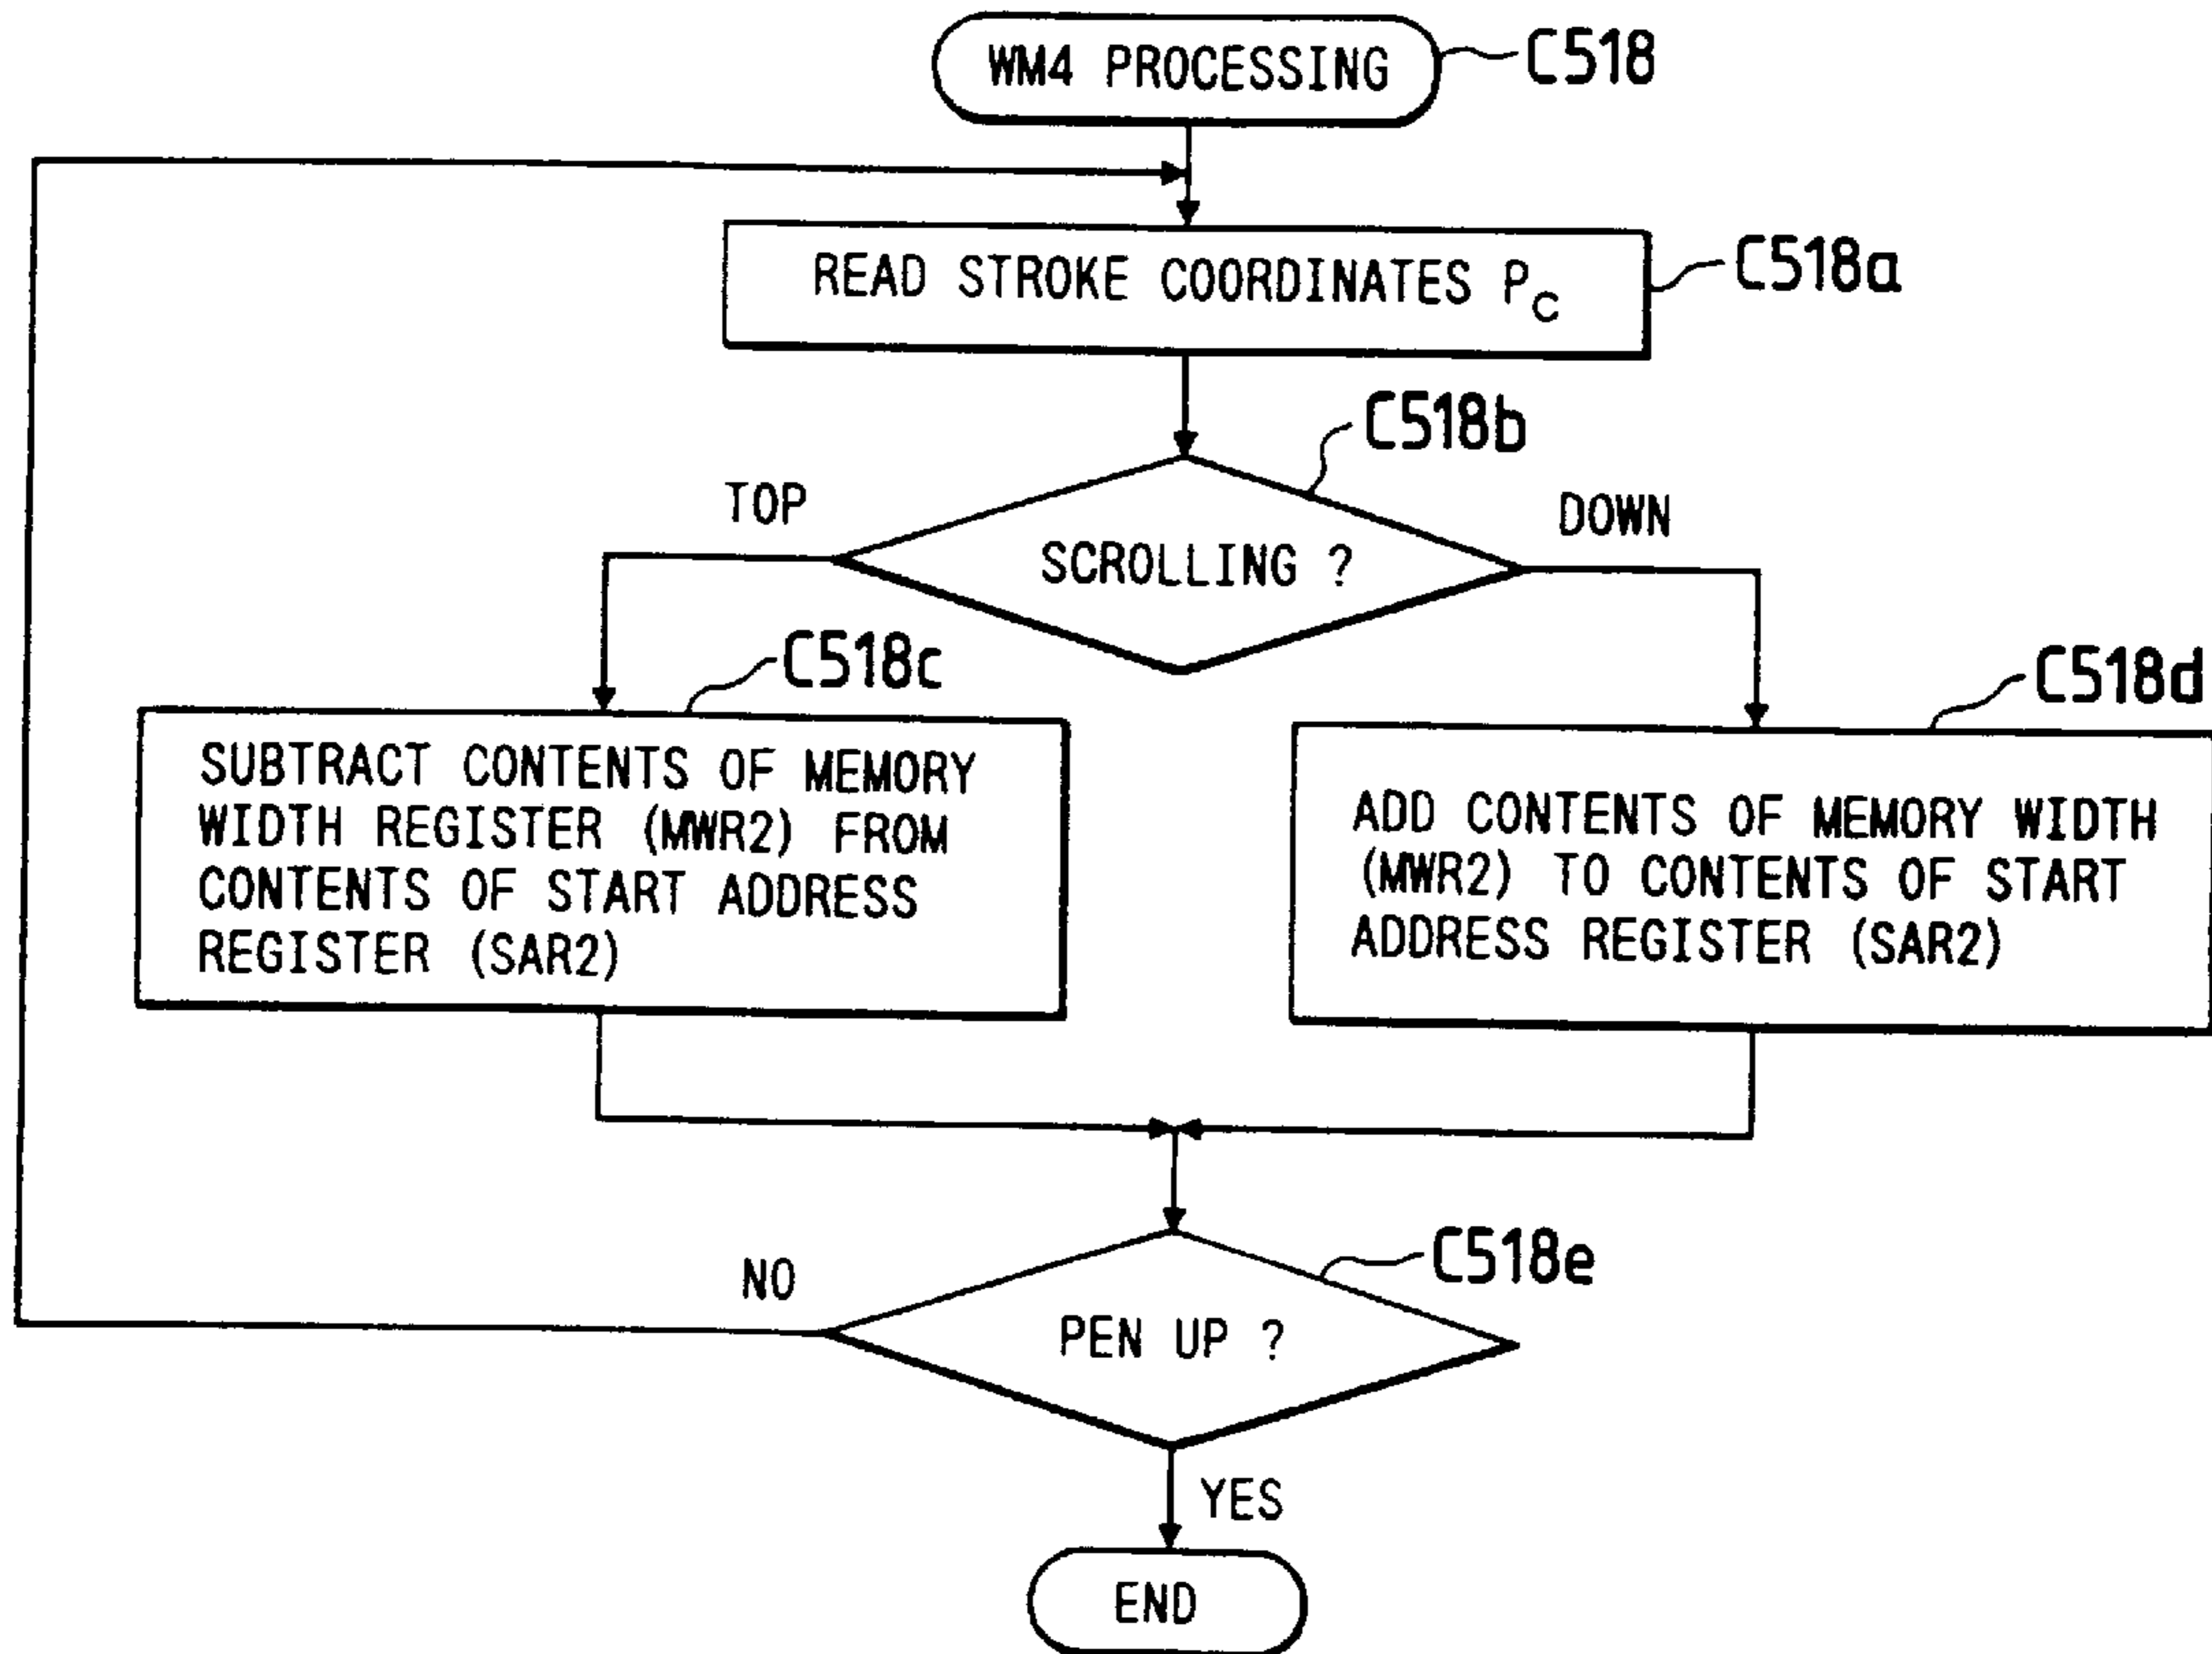 WM4 PROCESSING
C518
READ STROKE COORDINATES PC
C518a
C518b
TOP
DOWN
SCROLLING ?
C518c
C518d
SUBTRACT CONTENTS OF MEMORY
WIDTH REGISTER (MWR2) FROM
CONTENTS OF START ADDRESS
REGISTER (SAR2)
ADD CONTENTS OF MEMORY WIDTH
(MWR2) TO CONTENTS OF START
ADDRESS REGISTER (SAR2)
C518e
NO
PEN UP ?
YES
END